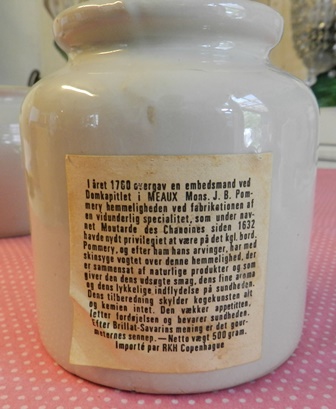 I året 1760 overgav en embedsmand ved
Domkapitlet i MEAUX Mons. J. B. Pom-
mery hemmeligheden ved fabrikationen af
en vidunderlig specialitet, som under nav-
net Moutarde des Chanoines siden 1632
havde nydt privilegiet at være på det kgl. bord.
Pommery, og efter ham hans arvinger, har med
skinsyge vogtet over denne hemmelighed, der
er sammensat af naturlige produkter og som
giver den dens udsøgte smag, dens fine aroma
og dens lykkelige indflydelse på sundheden.
Dens tilberedning skylder kogekunsten alt
og kemien intet. Den vækker appetitten,
letter fordøjelsen og bevarer sundheden.
Efter Brillat-Savarins mening er det gour-
maternes sennep. — Netto vægt 500 gram.
Importé par RKH Copenhague